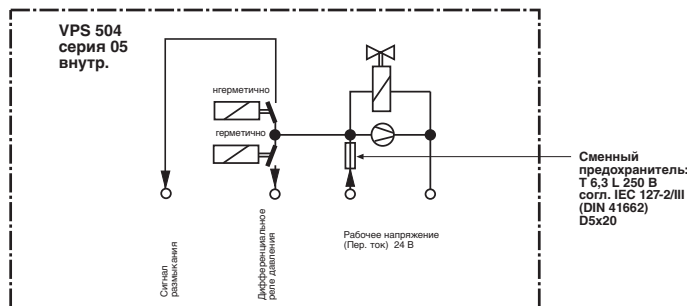 VPS 504
серия 05
внутр.
нгерметично
герметично
Сменный
предохранитель:
T 6,3 L 250 В
согл. IEC 127-2/III
(DIN 41662)
D5x20
Рабочее напряжение
(Пер. ток) 24 В
Сигнал
размыкания
Дифференциальное
реле давления